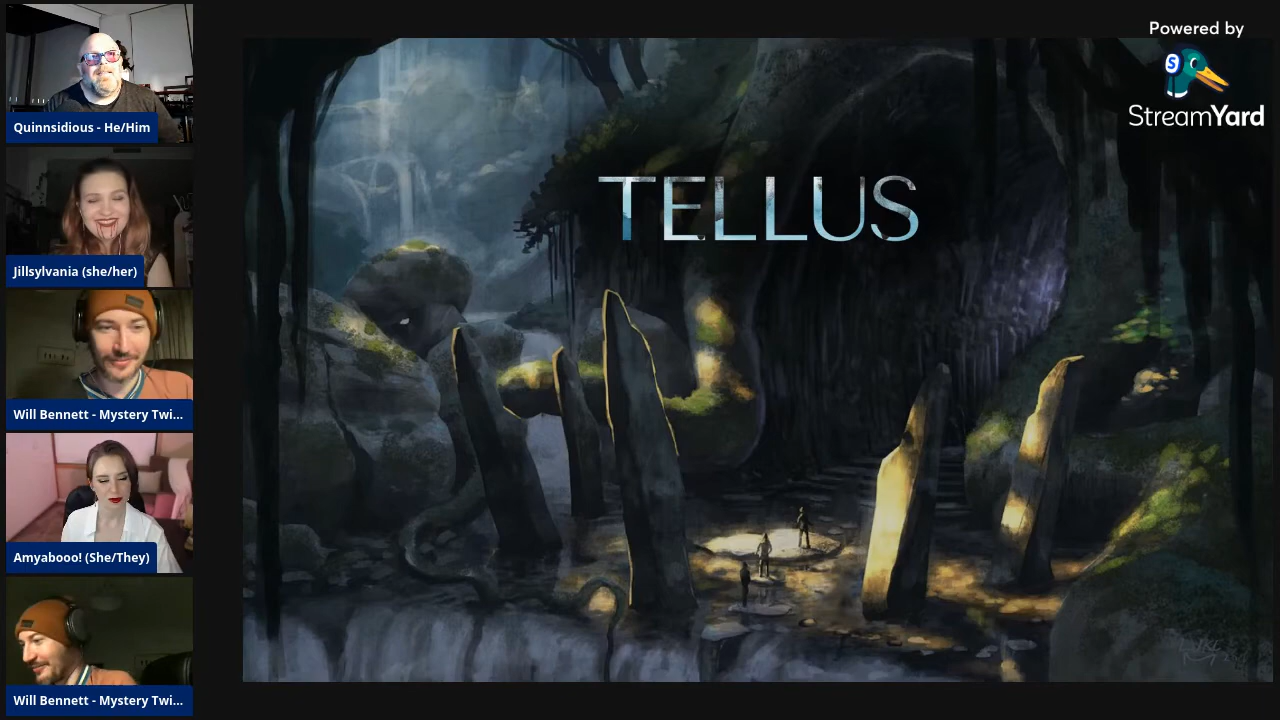 Quinnsidious - He/Him
Jillsylvania (she/her)
Will Bennett - Mystery Twi...
Amyabooo! (She/They)
Will Bennett - Mystery Twi...
TELLUS
Powered by
S
StreamYard